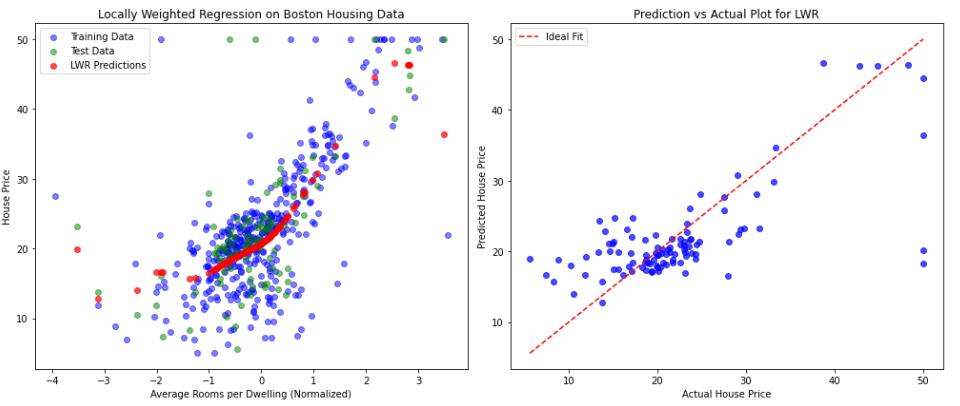 Locally Weighted Regression on Boston Housing Data
Training Data
Test Data
LWR Predictions
House Price
50
40
30
20
10
−4
−3
−2
−1
0
1
2
3
Average Rooms per Dwelling (Normalized)
Prediction vs Actual Plot for LWR
Ideal Fit
Predicted House Price
50
40
30
20
10
10
20
30
40
50
Actual House Price